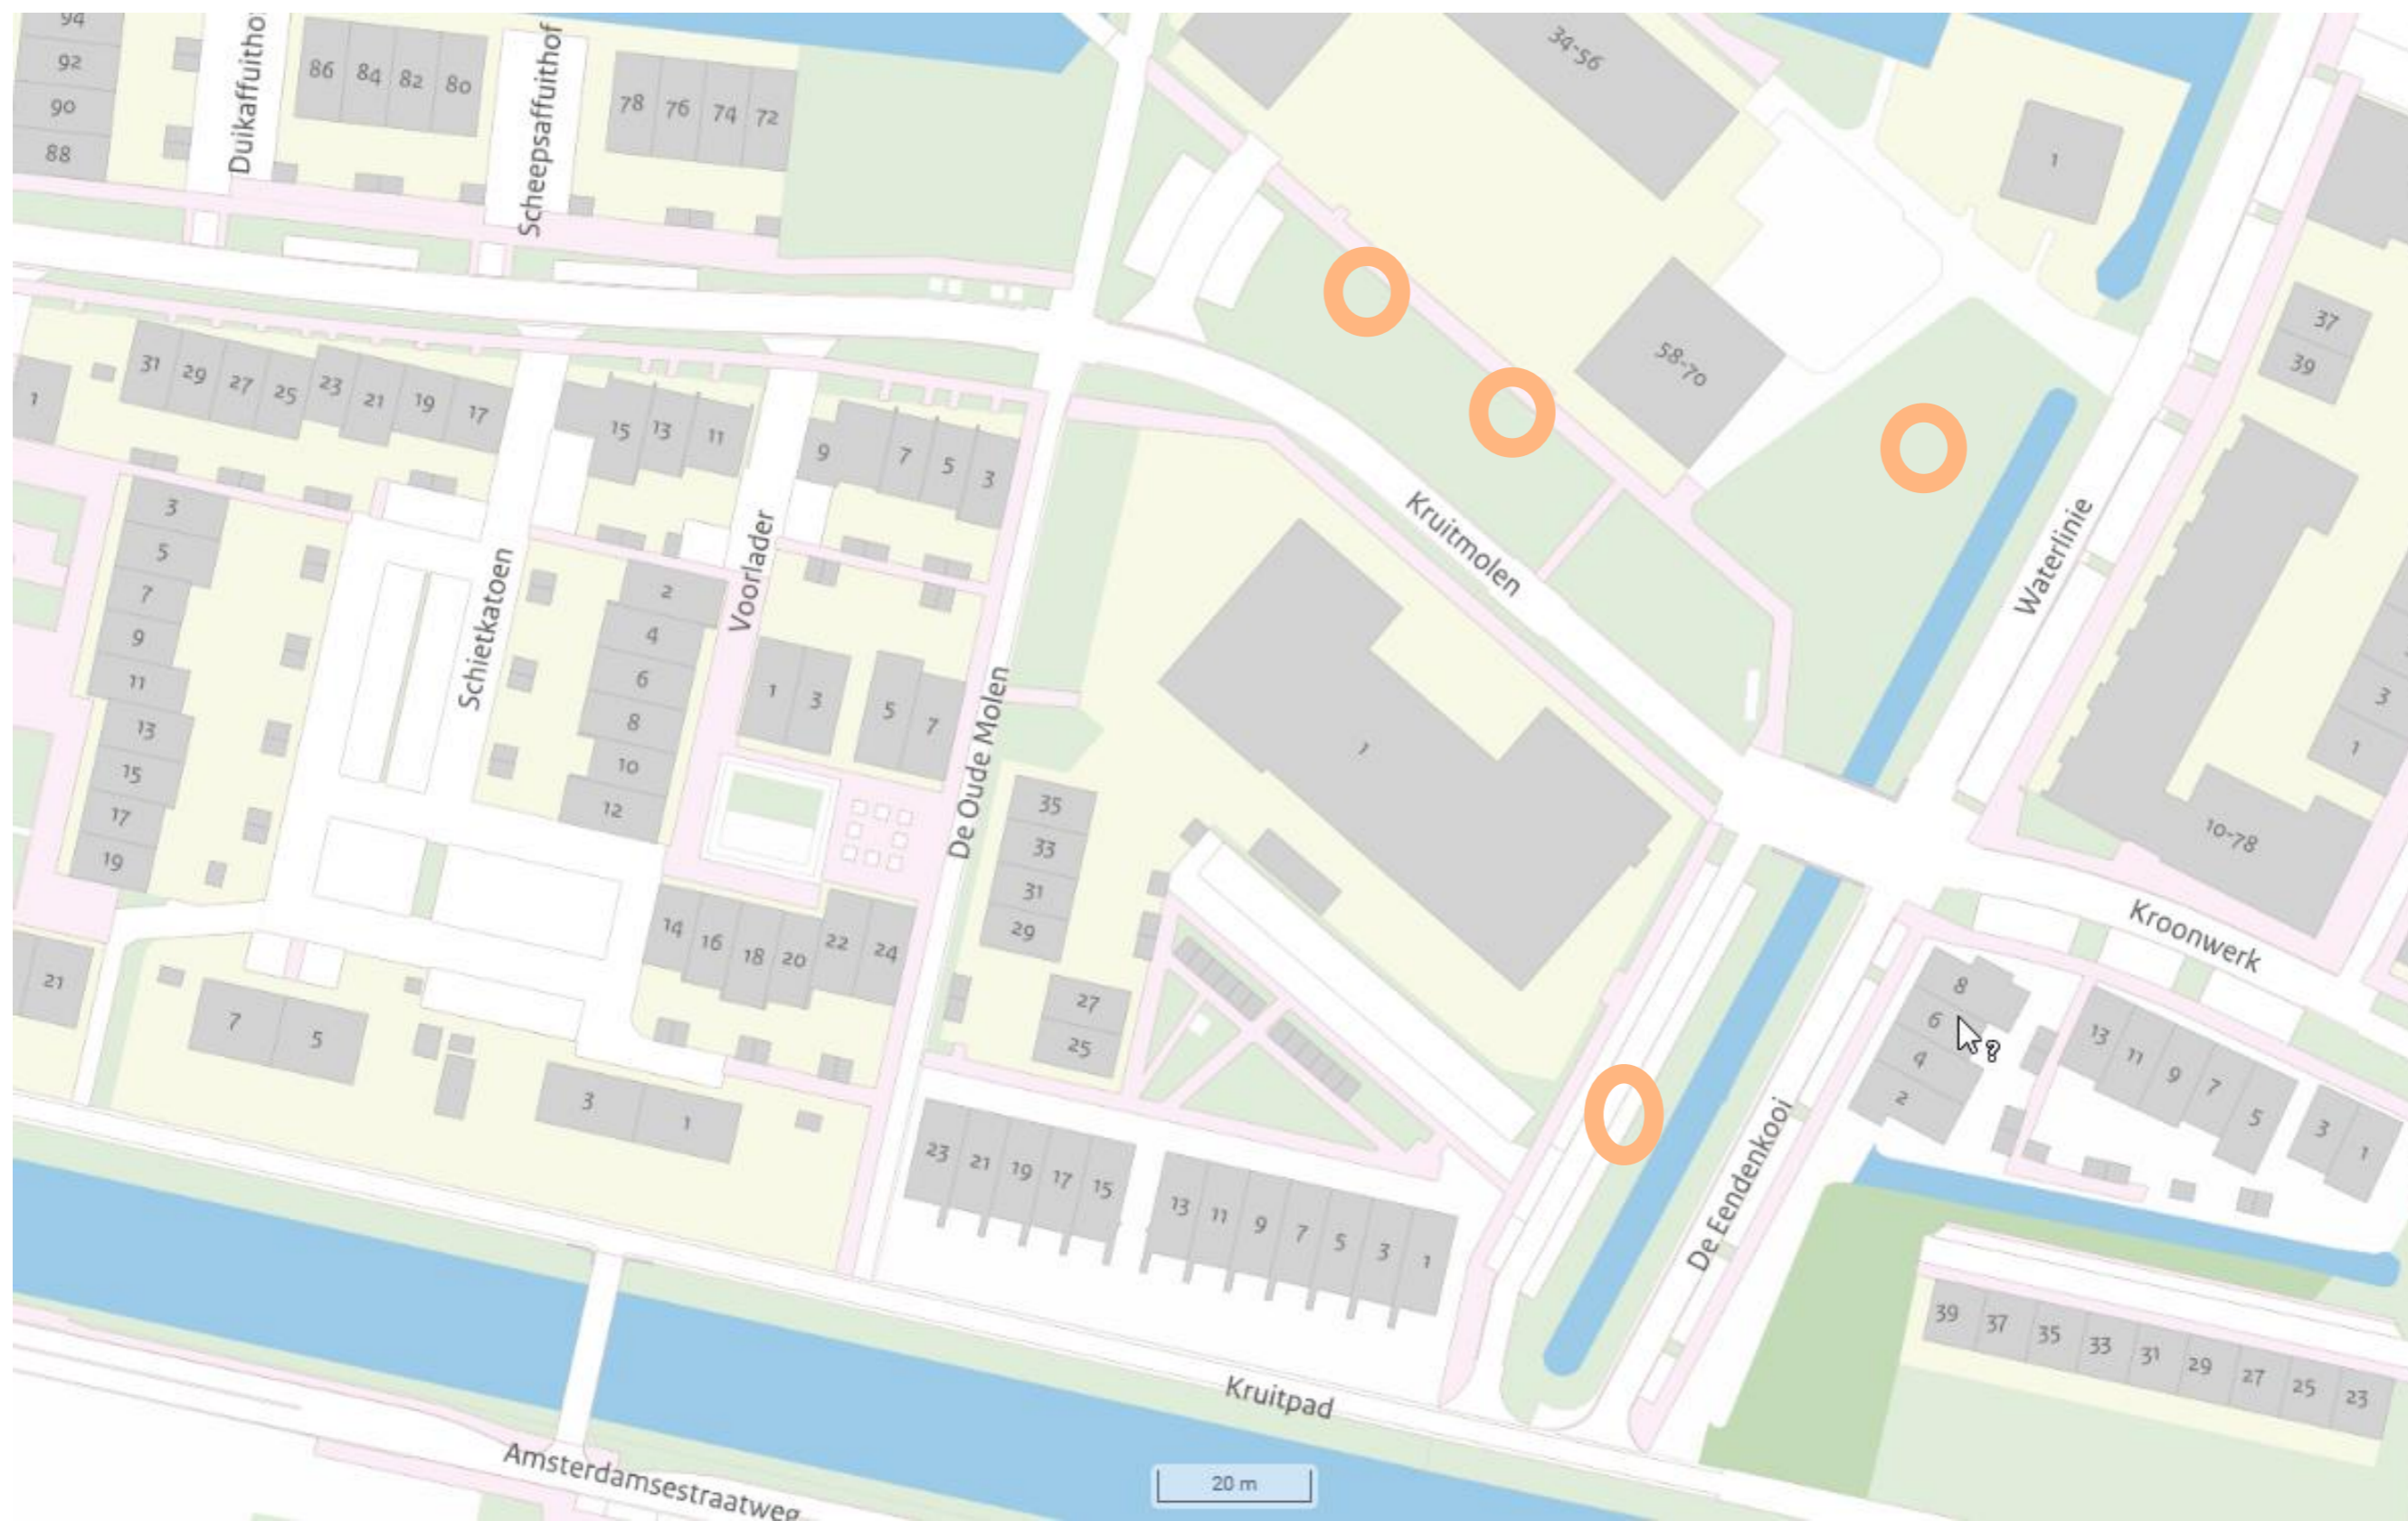 94
92
90
88
Duikaffuitho
86 84 82 80
Scheepsaffuithof
78 76 74 72
34-56
1
58-70
37
39
1
31 29 27 25 23 21 19 17
15 13 11
9 7 5 3
3
5
7
9
11
13
15
17
19
Schietkatoen
2
4
6
8
10
12
Voorlader
1 3 5 7
De Oude Molen
Kruitmolen
Waterlinie
1
3
1
10-78
35
33
31
29
27
25
14 16 18 20 22 24
Kroonwerk
21
7 5
3 1
8
6
4
2
13 11 9 7 5 3 1
De Eendenkooi
23 21 19 17 15
13 11 9 7 5 3 1
39 37 35 33 31 29 27 25 23
Kruitpad
Amsterdamsestraatweg
20 m